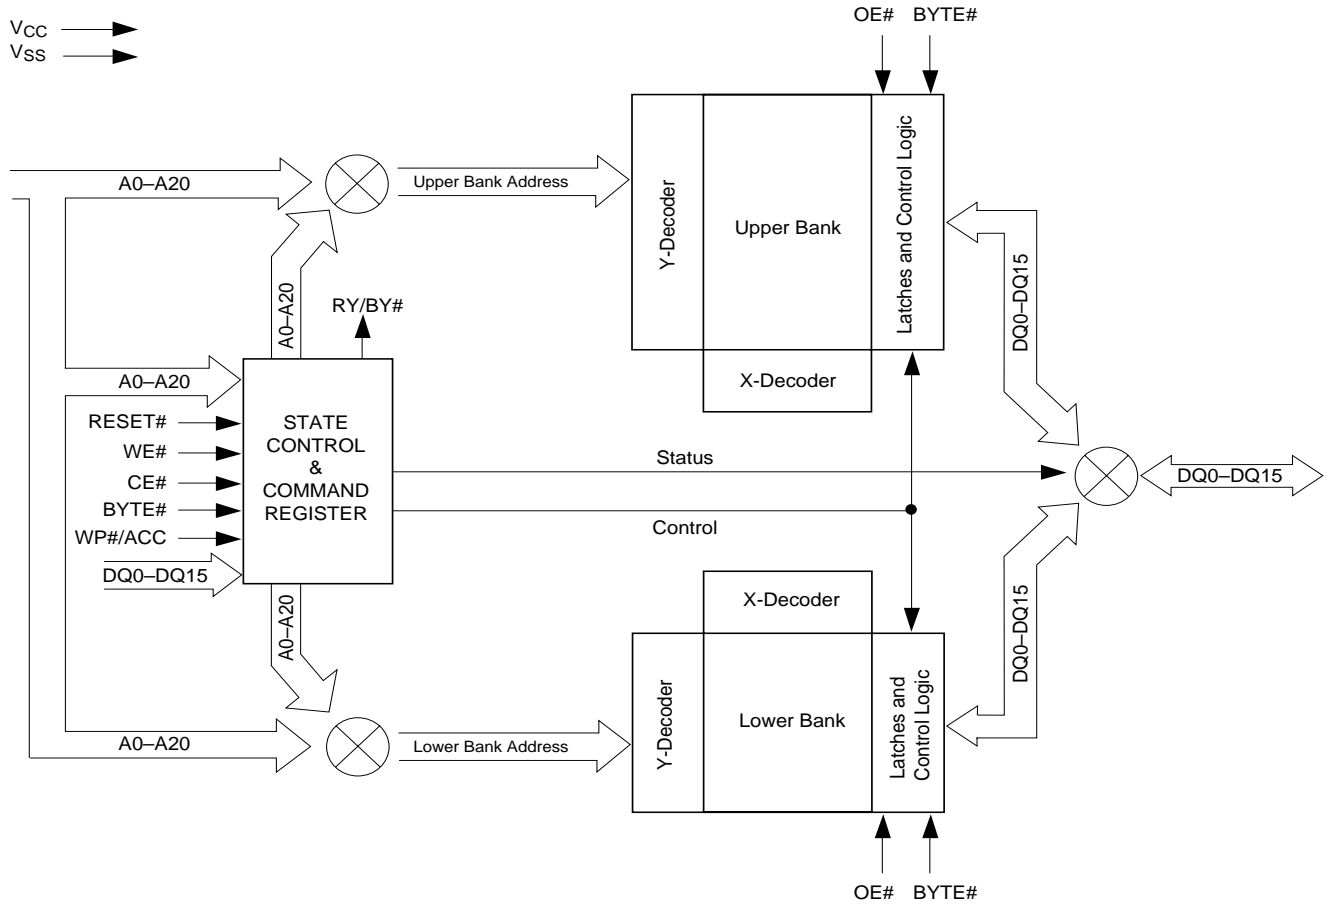 VCC
VSS
OE# BYTE#
A0–A20
Upper Bank Address
Y-Decoder
Upper Bank
Latches and Control Logic
X-Decoder
DQ0–DQ15
A0–A20
RY/BY#
A0–A20
RESET#
WE#
CE#
BYTE#
WP#/ACC
DQ0–DQ15
STATE
CONTROL
&
COMMAND
REGISTER
Status
Control
DQ0–DQ15
A0–A20
X-Decoder
Y-Decoder
Lower Bank
Latches and
Control Logic
DQ0–DQ15
A0–A20
Lower Bank Address
OE# BYTE#